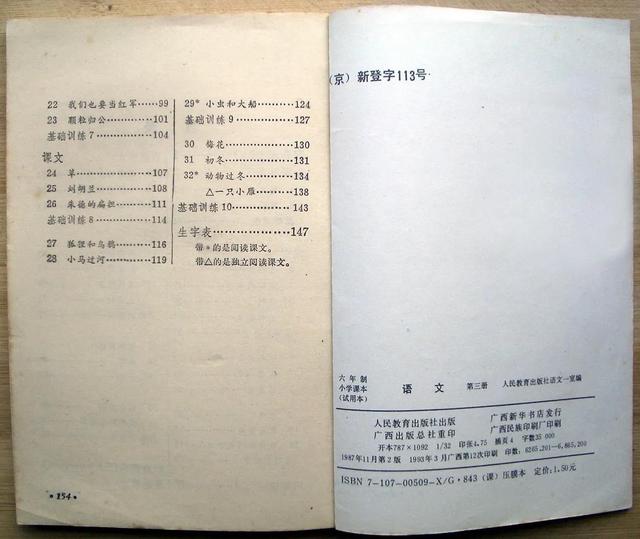 22 我们也要当红军……99
23 颗粒归公…………101
基础训练7……………104
课文
24 草…………………107
25 刘胡兰……………108
26 朱德的扁担………111
基础训练8……………114
27 狐狸和乌鸦………116
28 小马过河…………119
29* 小虫和大船………124
基础训练9……………127
30 梅花………………130
31 初冬………………131
32* 动物过冬…………134
△一只小雁…………138
基础训练10……………143
生字表…………………147
带*的是阅读课文。
带△的是独立阅读课文。
·154·
(京)新登字113号
六年制
小学课本
(试用本)
语文 第三册 人民教育出版社语文一室编
人民教育出版社出版
广西出版总社重印
广西新华书店发行
广西民族印刷厂印刷
开本787×1092 1/32 印张4.75 插页4 字数35 000
1987年11月第2版 1993年3月广西第12次印刷 印数:6265,201—6,865,200
ISBN 7-107-00509-X/G·843(课)压膜本 定价:1.50元